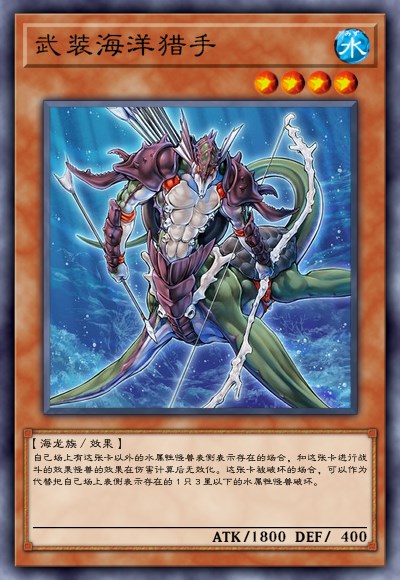 武装海洋猎手
水
【海龙族／效果】
自己场上有这张卡以外的水属性怪兽表侧表示存在的场合，和这张卡进行战
斗的效果怪兽的效果在伤害计算后无效化。这张卡被破坏的场合，可以作为
代替把自己场上表侧表示存在的１只３星以下的水属性怪兽破坏。
ATK/1800 DEF/ 400